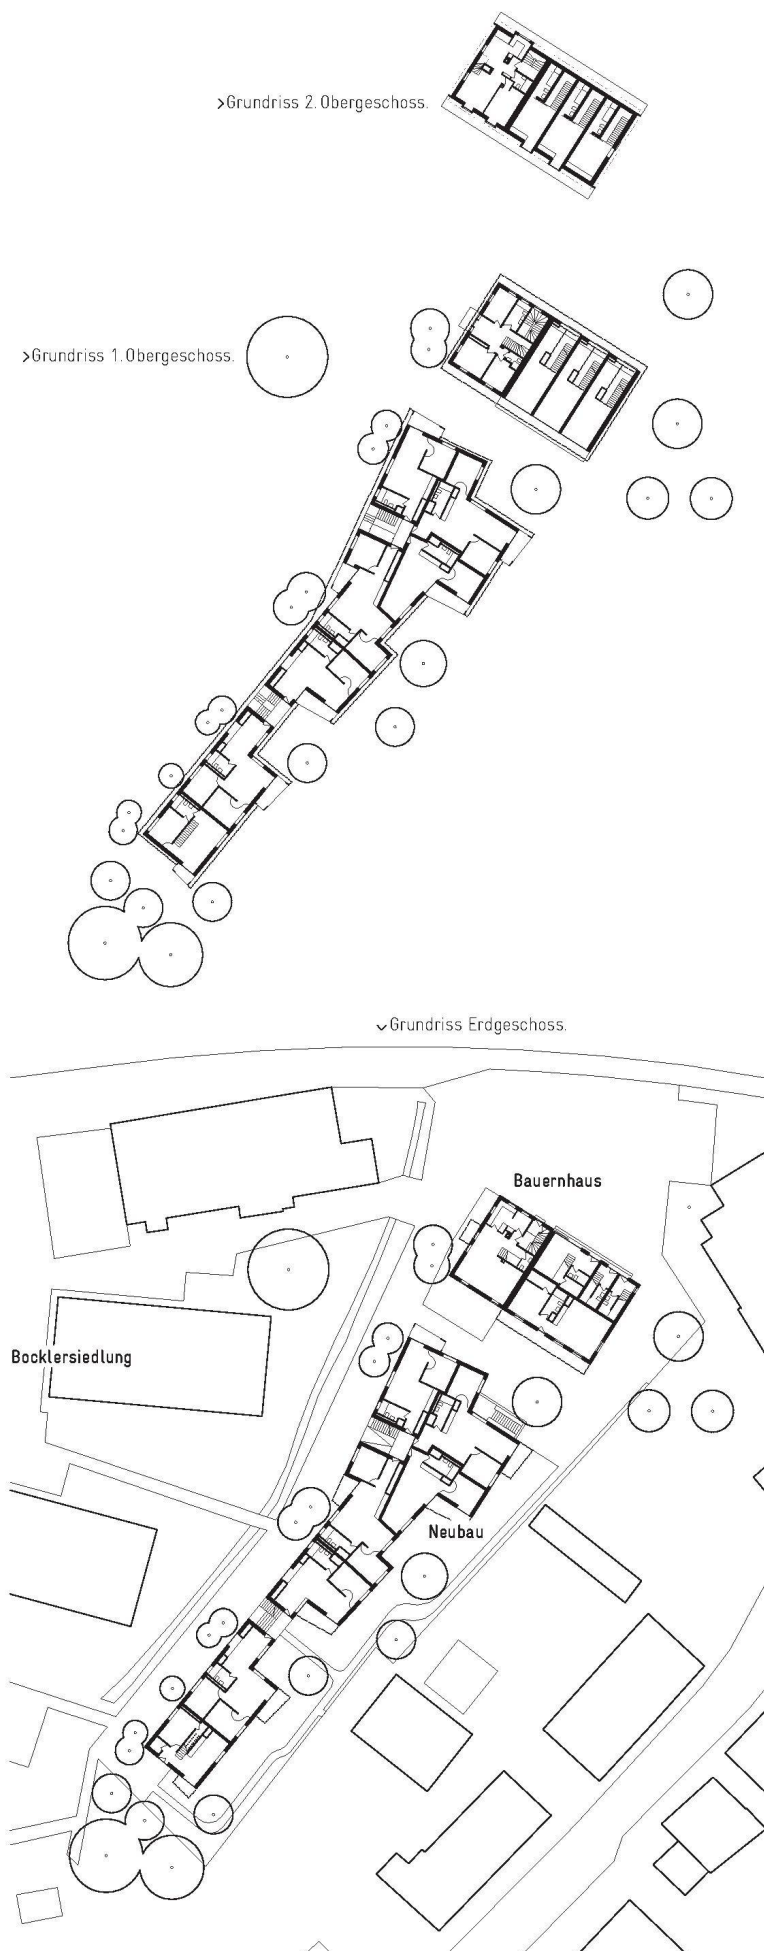 >Grundriss 2. Obergeschoss.
>Grundriss 1. Obergeschoss.
Grundriss Erdgeschoss.
Bauernhaus
Bocklersiedlung
Neubau